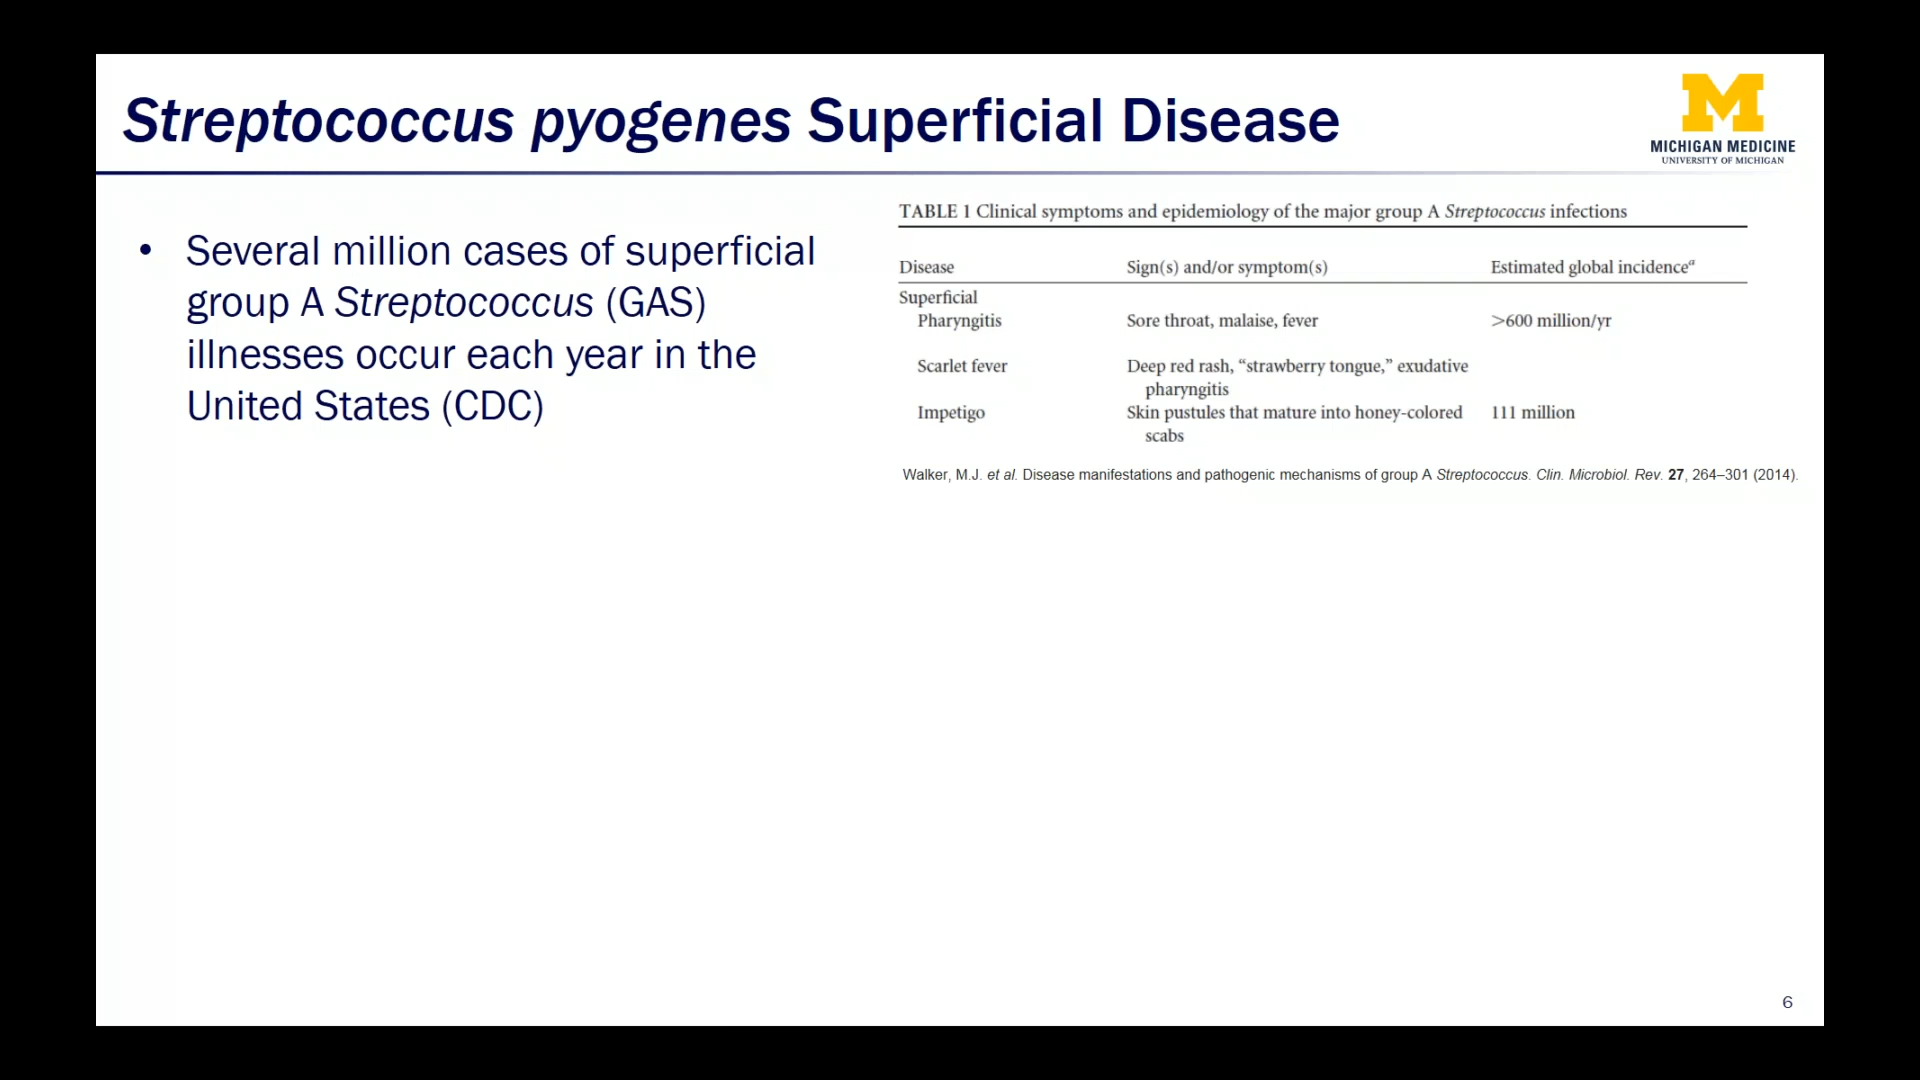 Streptococcus pyogenes Superficial Disease
MICHIGAN MEDICINE
UNIVERSITY OF MICHIGAN
• Several million cases of superficial
group A Streptococcus (GAS)
illnesses occur each year in the
United States (CDC)
TABLE 1 Clinical symptoms and epidemiology of the major group A Streptococcus infections
Disease Sign(s) and/or symptom(s) Estimated global incidenceᵃ
Superficial
Pharyngitis Sore throat, malaise, fever >600 million/yr
Scarlet fever Deep red rash, “strawberry tongue,” exudative
pharyngitis
Impetigo Skin pustules that mature into honey-colored 111 million
scabs
Walker, M.J. et al. Disease manifestations and pathogenic mechanisms of group A Streptococcus. Clin. Microbiol. Rev. 27, 264–301 (2014).
6